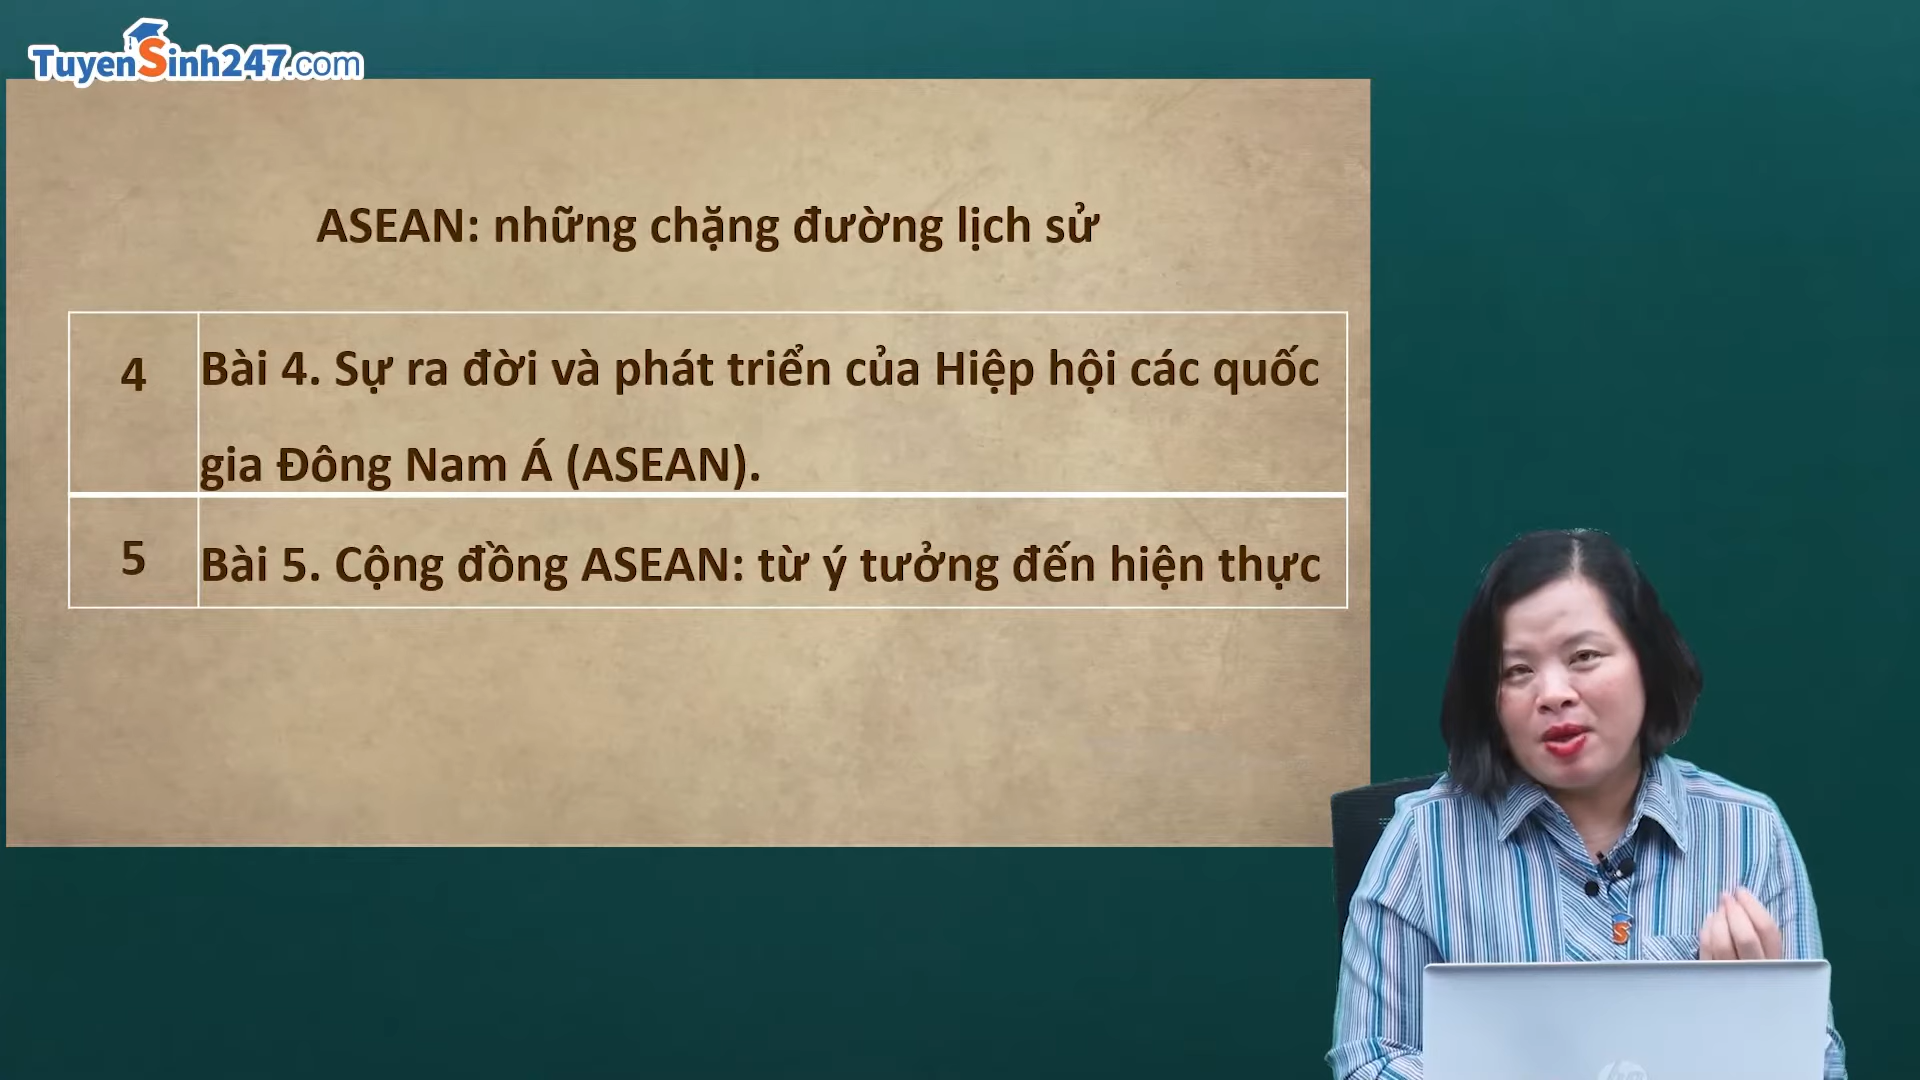 TuyenSinh247.com
ASEAN: những chặng đường lịch sử
4
Bài 4. Sự ra đời và phát triển của Hiệp hội các quốc
gia Đông Nam Á (ASEAN).
5
Bài 5. Cộng đồng ASEAN: từ ý tưởng đến hiện thực
S
hp